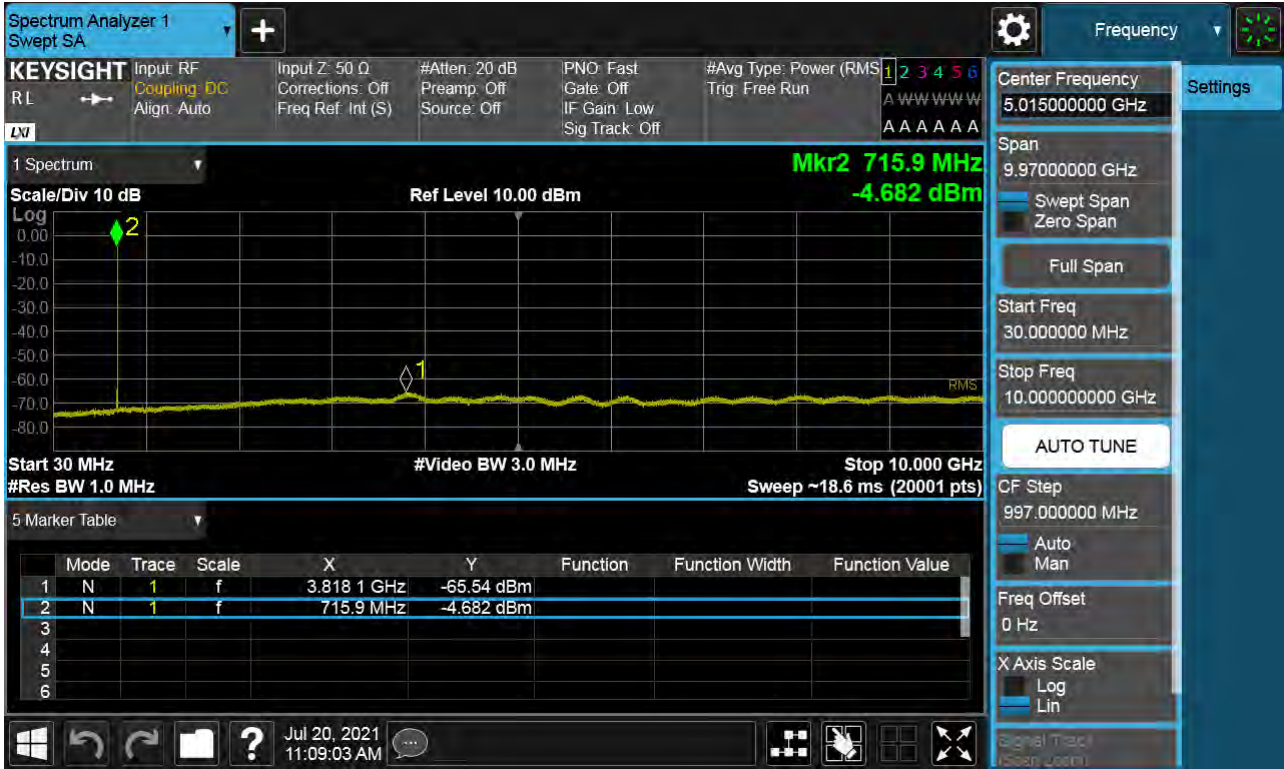 Spectrum Analyzer 1
Swept SA
+
Frequency
KEYSIGHT
RL
LXI
Input: RF
Coupling: DC
Align: Auto
Input Z: 50 Ω
Corrections: Off
Freq Ref: Int (S)
#Atten: 20 dB
Preamp: Off
Source: Off
PNO: Fast
Gate: Off
IF Gain: Low
Sig Track: Off
#Avg Type: Power (RMS
Trig: Free Run
1 2 3 4 5 6
A W W W W W
A A A A A A
1 Spectrum
Mkr2 715.9 MHz
-4.682 dBm
Scale/Div 10 dB
Ref Level 10.00 dBm
Log
0.00
-10.0
-20.0
-30.0
-40.0
-50.0
-60.0
-70.0
-80.0
2
1
RMS
Start 30 MHz
#Video BW 3.0 MHz
Stop 10.000 GHz
#Res BW 1.0 MHz
Sweep ~18.6 ms (20001 pts)
5 Marker Table
Mode Trace Scale X Y Function Function Width Function Value
1 N 1 f 3.818 1 GHz -65.54 dBm
2 N 1 f 715.9 MHz -4.682 dBm
3
4
5
6
?
Jul 20, 2021
11:09:03 AM
Center Frequency
5.015000000 GHz
Settings
Span
9.97000000 GHz
Swept Span
Zero Span
Full Span
Start Freq
30.000000 MHz
Stop Freq
10.000000000 GHz
AUTO TUNE
CF Step
997.000000 MHz
Auto
Man
Freq Offset
0 Hz
X Axis Scale
Log
Lin
Signal Track
(Span Zoom)